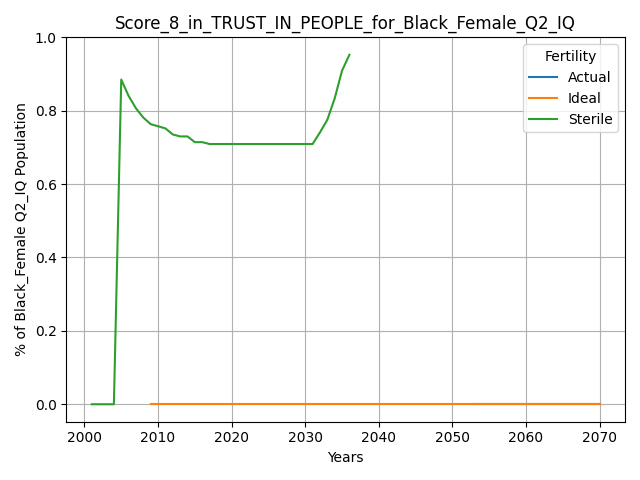 Score_8_in_TRUST_IN_PEOPLE_for_Black_Female_Q2_IQ
% of Black_Female Q2_IQ Population
1.0
0.8
0.6
0.4
0.2
0.0
Fertility
Actual
Ideal
Sterile
2000 2010 2020 2030 2040 2050 2060 2070
Years